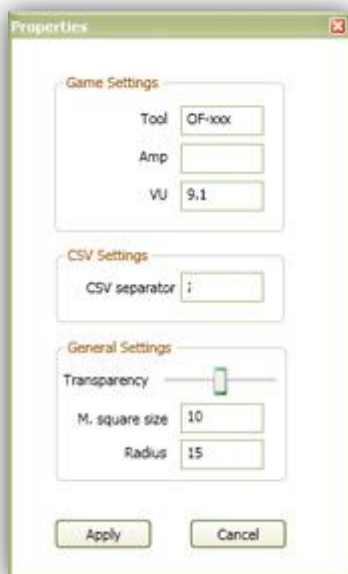 Properties
Game Settings
Tool OF-xxx
Amp
VU 9.1
CSV Settings
CSV separator ;
General Settings
Transparency
M. square size 10
Radius 15
Apply Cancel